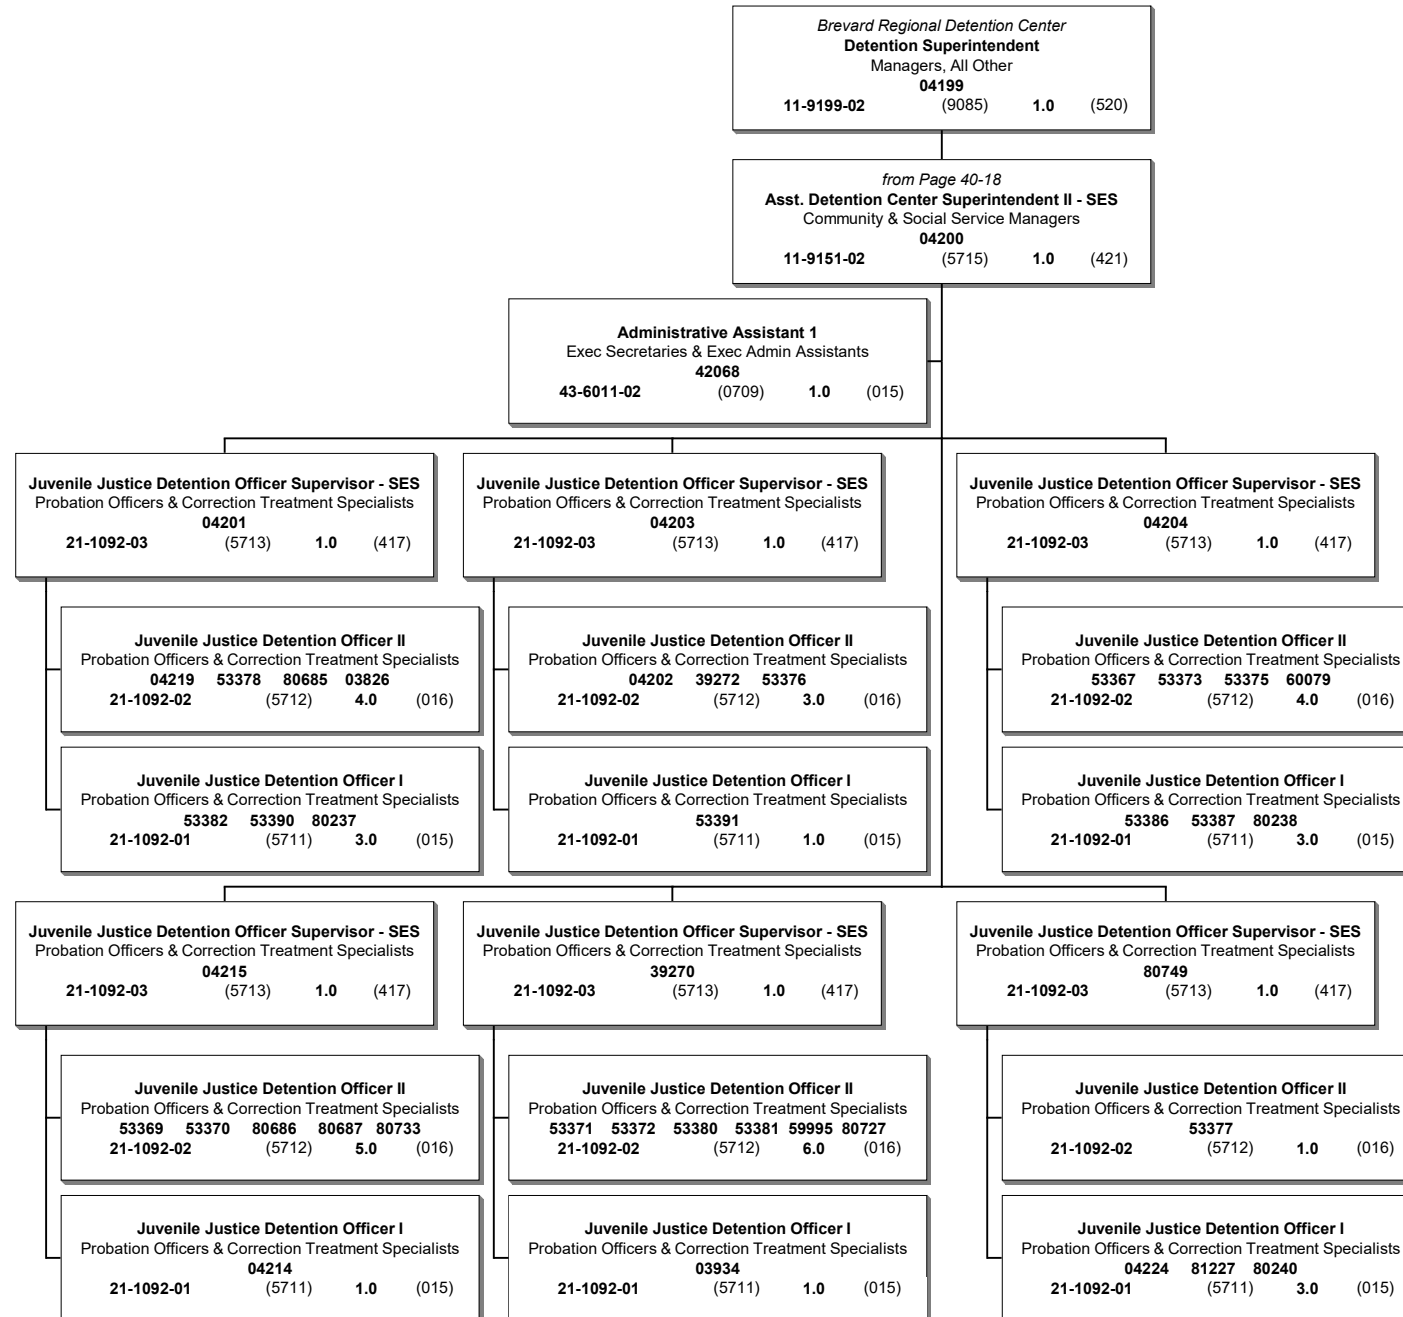 Brevard Regional Detention Center
Detention Superintendent
Managers, All Other
04199
11-9199-02 (9085) 1.0 (520)
from Page 40-18
Asst. Detention Center Superintendent II - SES
Community & Social Service Managers
04200
11-9151-02 (5715) 1.0 (421)
Administrative Assistant 1
Exec Secretaries & Exec Admin Assistants
42068
43-6011-02 (0709) 1.0 (015)
Juvenile Justice Detention Officer Supervisor - SES
Probation Officers & Correction Treatment Specialists
04201
21-1092-03 (5713) 1.0 (417)
Juvenile Justice Detention Officer II
Probation Officers & Correction Treatment Specialists
04219 53378 80685 03826
21-1092-02 (5712) 4.0 (016)
Juvenile Justice Detention Officer I
Probation Officers & Correction Treatment Specialists
53382 53390 80237
21-1092-01 (5711) 3.0 (015)
Juvenile Justice Detention Officer Supervisor - SES
Probation Officers & Correction Treatment Specialists
04203
21-1092-03 (5713) 1.0 (417)
Juvenile Justice Detention Officer II
Probation Officers & Correction Treatment Specialists
04202 39272 53376
21-1092-02 (5712) 3.0 (016)
Juvenile Justice Detention Officer I
Probation Officers & Correction Treatment Specialists
53391
21-1092-01 (5711) 1.0 (015)
Juvenile Justice Detention Officer Supervisor - SES
Probation Officers & Correction Treatment Specialists
04204
21-1092-03 (5713) 1.0 (417)
Juvenile Justice Detention Officer II
Probation Officers & Correction Treatment Specialists
53367 53373 53375 60079
21-1092-02 (5712) 4.0 (016)
Juvenile Justice Detention Officer I
Probation Officers & Correction Treatment Specialists
53386 53387 80238
21-1092-01 (5711) 3.0 (015)
Juvenile Justice Detention Officer Supervisor - SES
Probation Officers & Correction Treatment Specialists
04215
21-1092-03 (5713) 1.0 (417)
Juvenile Justice Detention Officer II
Probation Officers & Correction Treatment Specialists
53369 53370 80686 80687 80733
21-1092-02 (5712) 5.0 (016)
Juvenile Justice Detention Officer I
Probation Officers & Correction Treatment Specialists
04214
21-1092-01 (5711) 1.0 (015)
Juvenile Justice Detention Officer Supervisor - SES
Probation Officers & Correction Treatment Specialists
39270
21-1092-03 (5713) 1.0 (417)
Juvenile Justice Detention Officer II
Probation Officers & Correction Treatment Specialists
53371 53372 53380 53381 59995 80727
21-1092-02 (5712) 6.0 (016)
Juvenile Justice Detention Officer I
Probation Officers & Correction Treatment Specialists
03934
21-1092-01 (5711) 1.0 (015)
Juvenile Justice Detention Officer Supervisor - SES
Probation Officers & Correction Treatment Specialists
80749
21-1092-03 (5713) 1.0 (417)
Juvenile Justice Detention Officer II
Probation Officers & Correction Treatment Specialists
53377
21-1092-02 (5712) 1.0 (016)
Juvenile Justice Detention Officer I
Probation Officers & Correction Treatment Specialists
04224 81227 80240
21-1092-01 (5711) 3.0 (015)